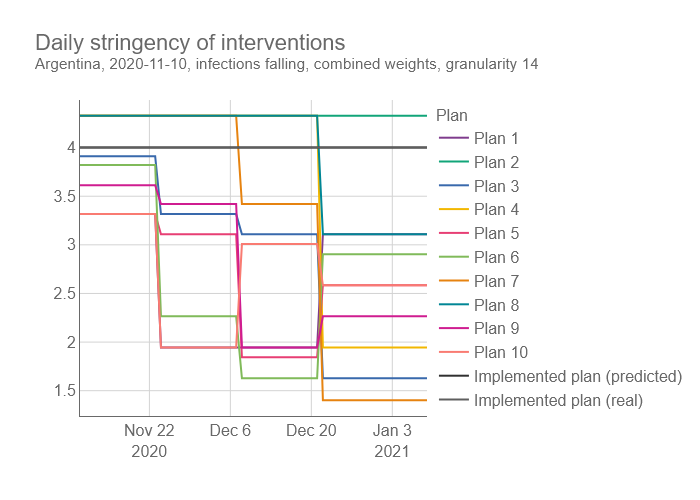 Daily stringency of interventions
Argentina, 2020-11-10, infections falling, combined weights, granularity 14
Plan
Plan 1
Plan 2
Plan 3
Plan 4
Plan 5
Plan 6
Plan 7
Plan 8
Plan 9
Plan 10
Implemented plan (predicted)
Implemented plan (real)
4
3.5
3
2.5
2
1.5
Nov 22
2020
Dec 6
Dec 20
Jan 3
2021